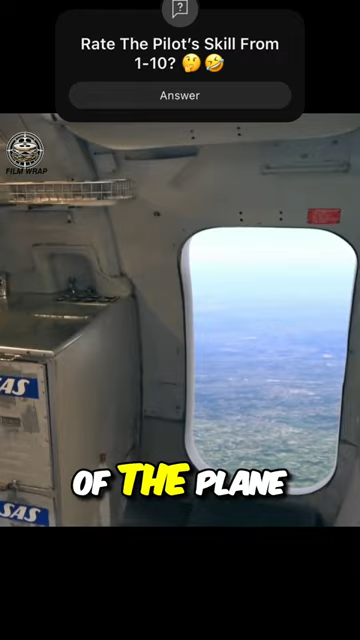 Rate The Pilot's Skill From
1-10? 🤔🤣
Answer
FILM WRAP
SAS
SAS
OF THE PLANE